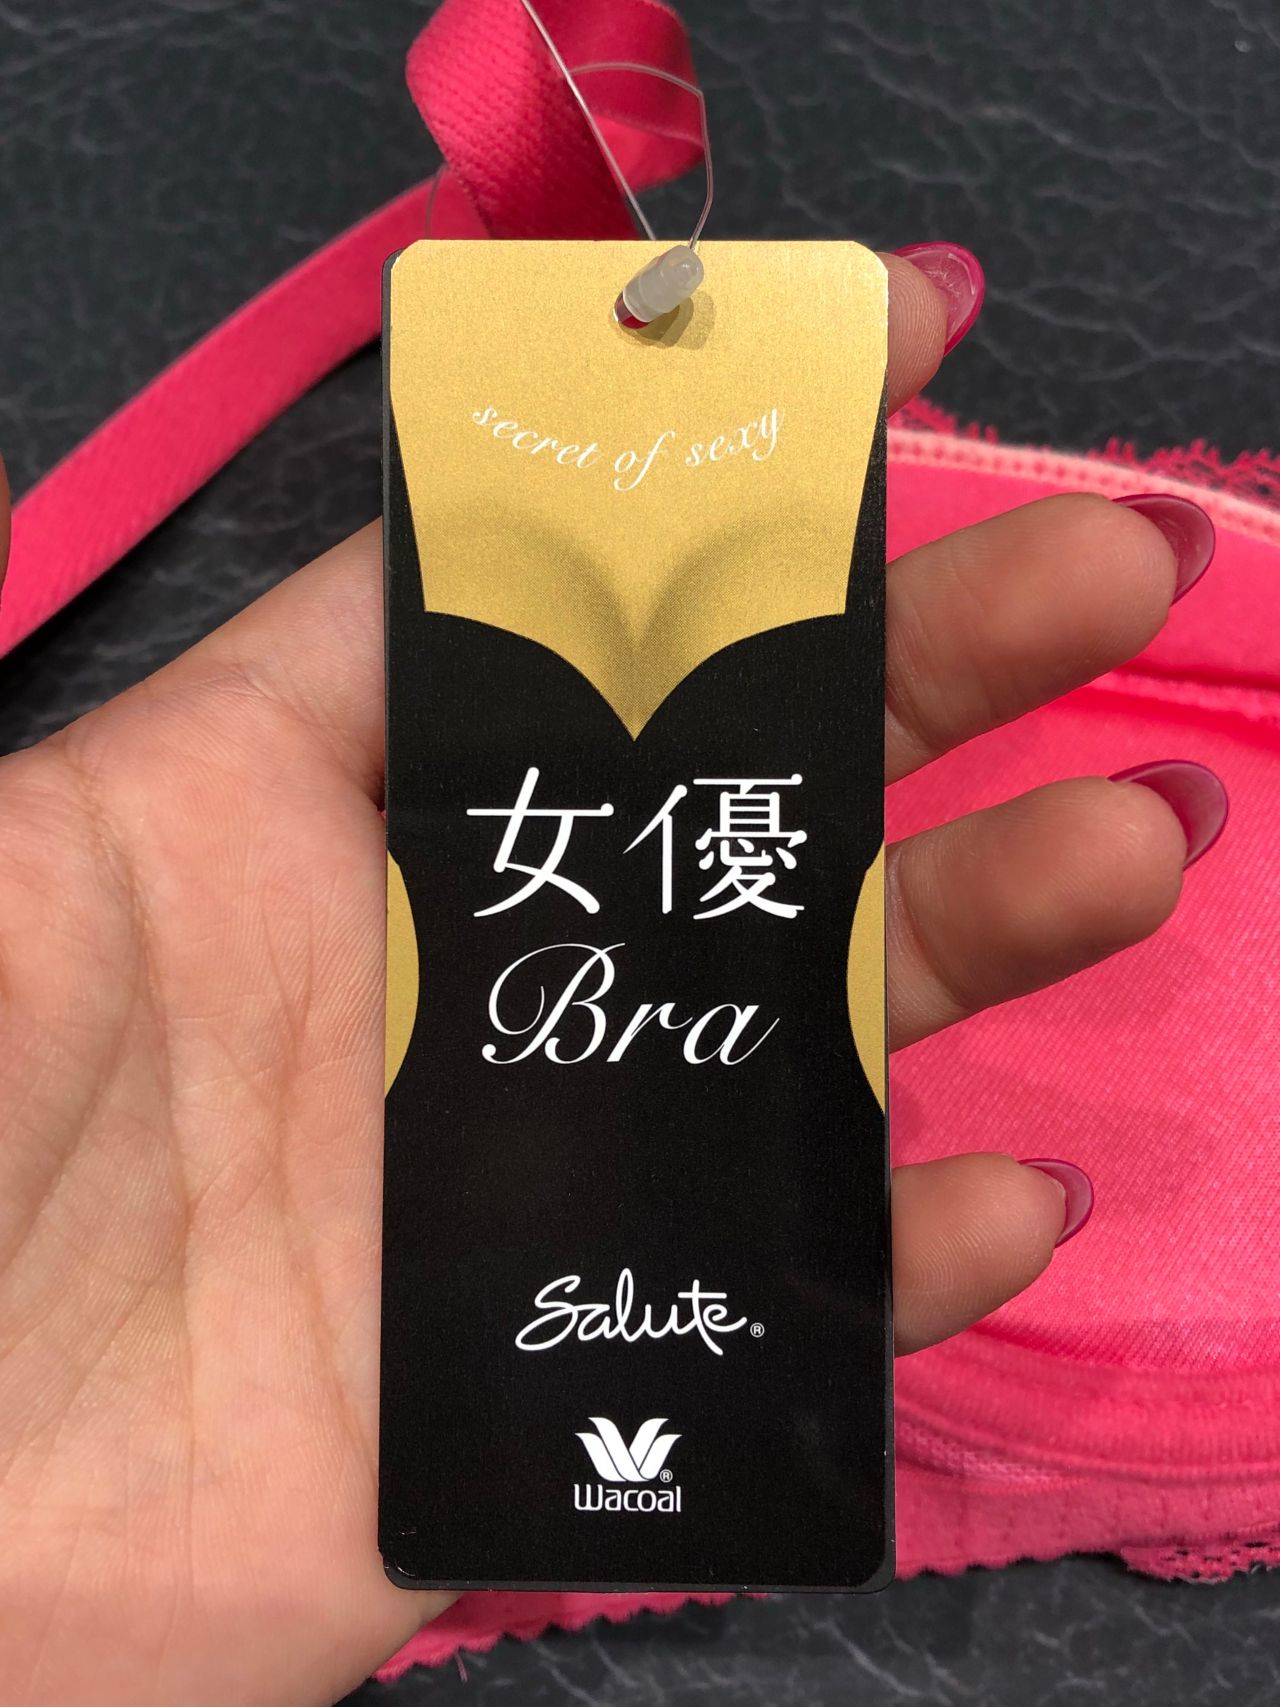 secret of sexy
女優
Bra
Salute®
®
Wacoal